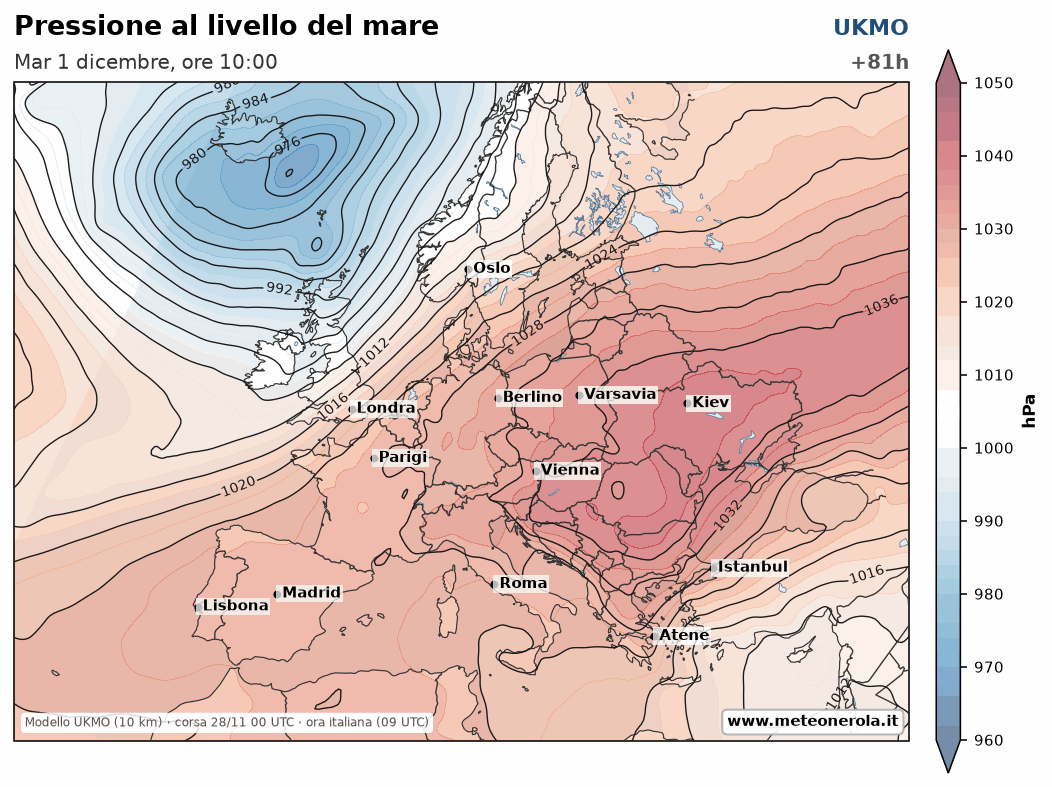 Pressione al livello del mare
UKMO
Mar 1 dicembre, ore 10:00
+81h
984
976
980
992
1012
1016
1020
1024
1028
1036
1032
1016
Oslo
Londra
Berlino
Varsavia
Kiev
Parigi
Vienna
Lisbona
Madrid
Roma
Istanbul
Atene
1050
1040
1030
1020
1010
1000
990
980
970
960
hPa
Modello UKMO (10 km) · corsa 28/11 00 UTC · ora italiana (09 UTC)
www.meteonerola.it